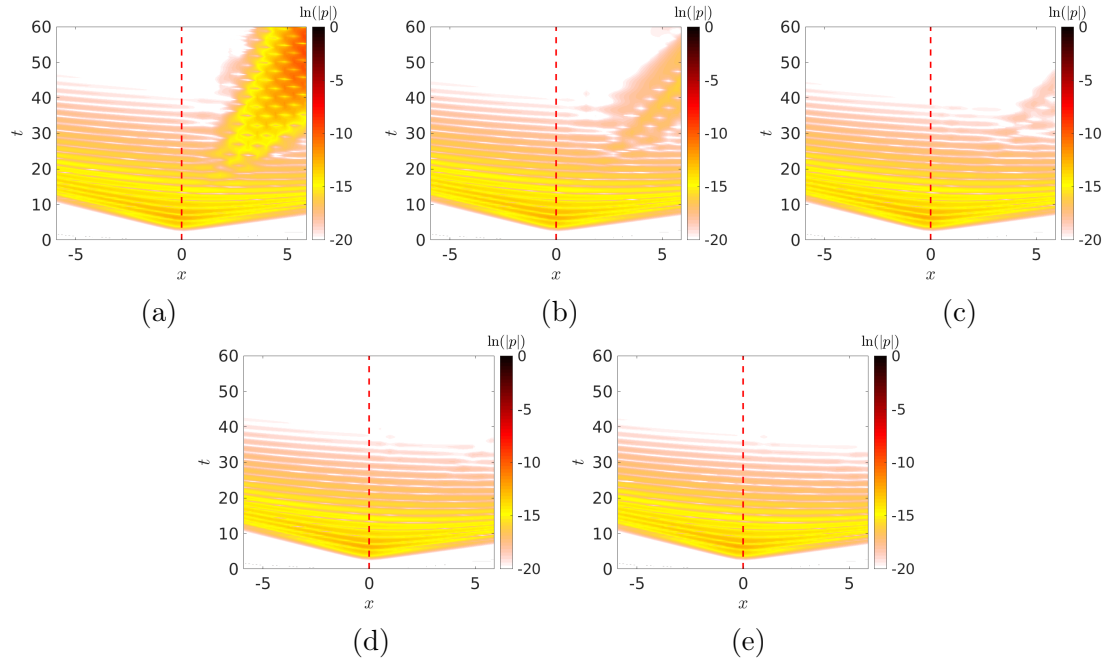 ln(|p|) ln(|p|) ln(|p|)
60 0 60 0 60 0
50 50 50
-5 -5 -5
40 40 40
t 30 -10 t 30 -10 t 30 -10
20 20 20
-15 -15 -15
10 10 10
0 -20 0 -20 0 -20
-5 0 5 -5 0 5 -5 0 5
x x x
(a) (b) (c)
ln(|p|) ln(|p|)
60 0 60 0
50 50
-5 -5
40 40
t 30 -10 t 30 -10
20 20
-15 -15
10 10
0 -20 0 -20
-5 0 5 -5 0 5
x x
(d) (e)